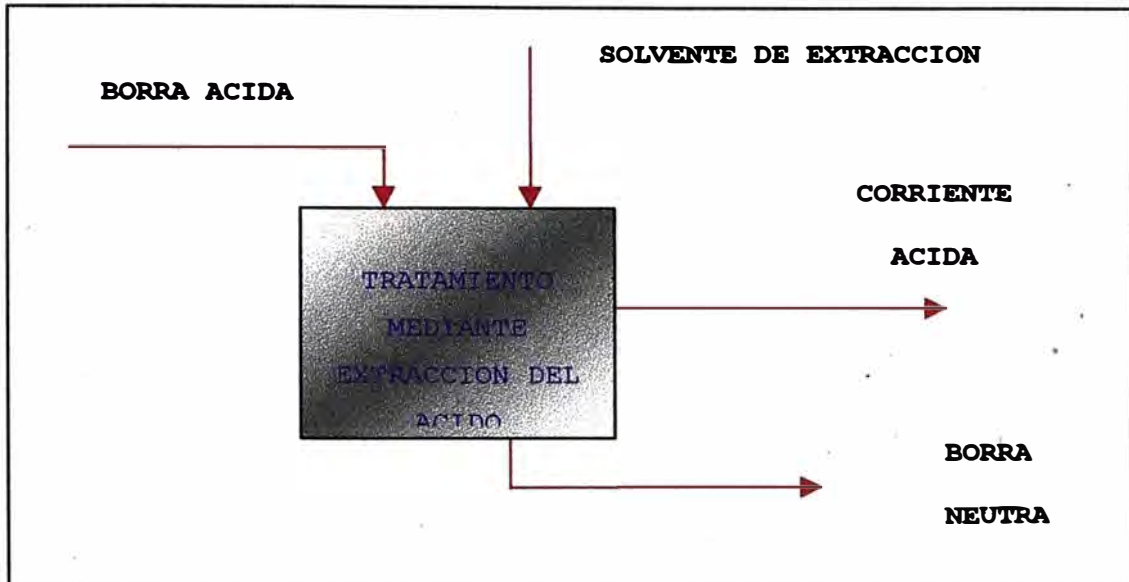 SOLVENTE DE EXTRACCION
BORRA ACIDA
CORRIENTE
ACIDA
TRATAMIENTO
MEDIANTE
EXTRACCION DEL
ACIDO
BORRA
NEUTRA